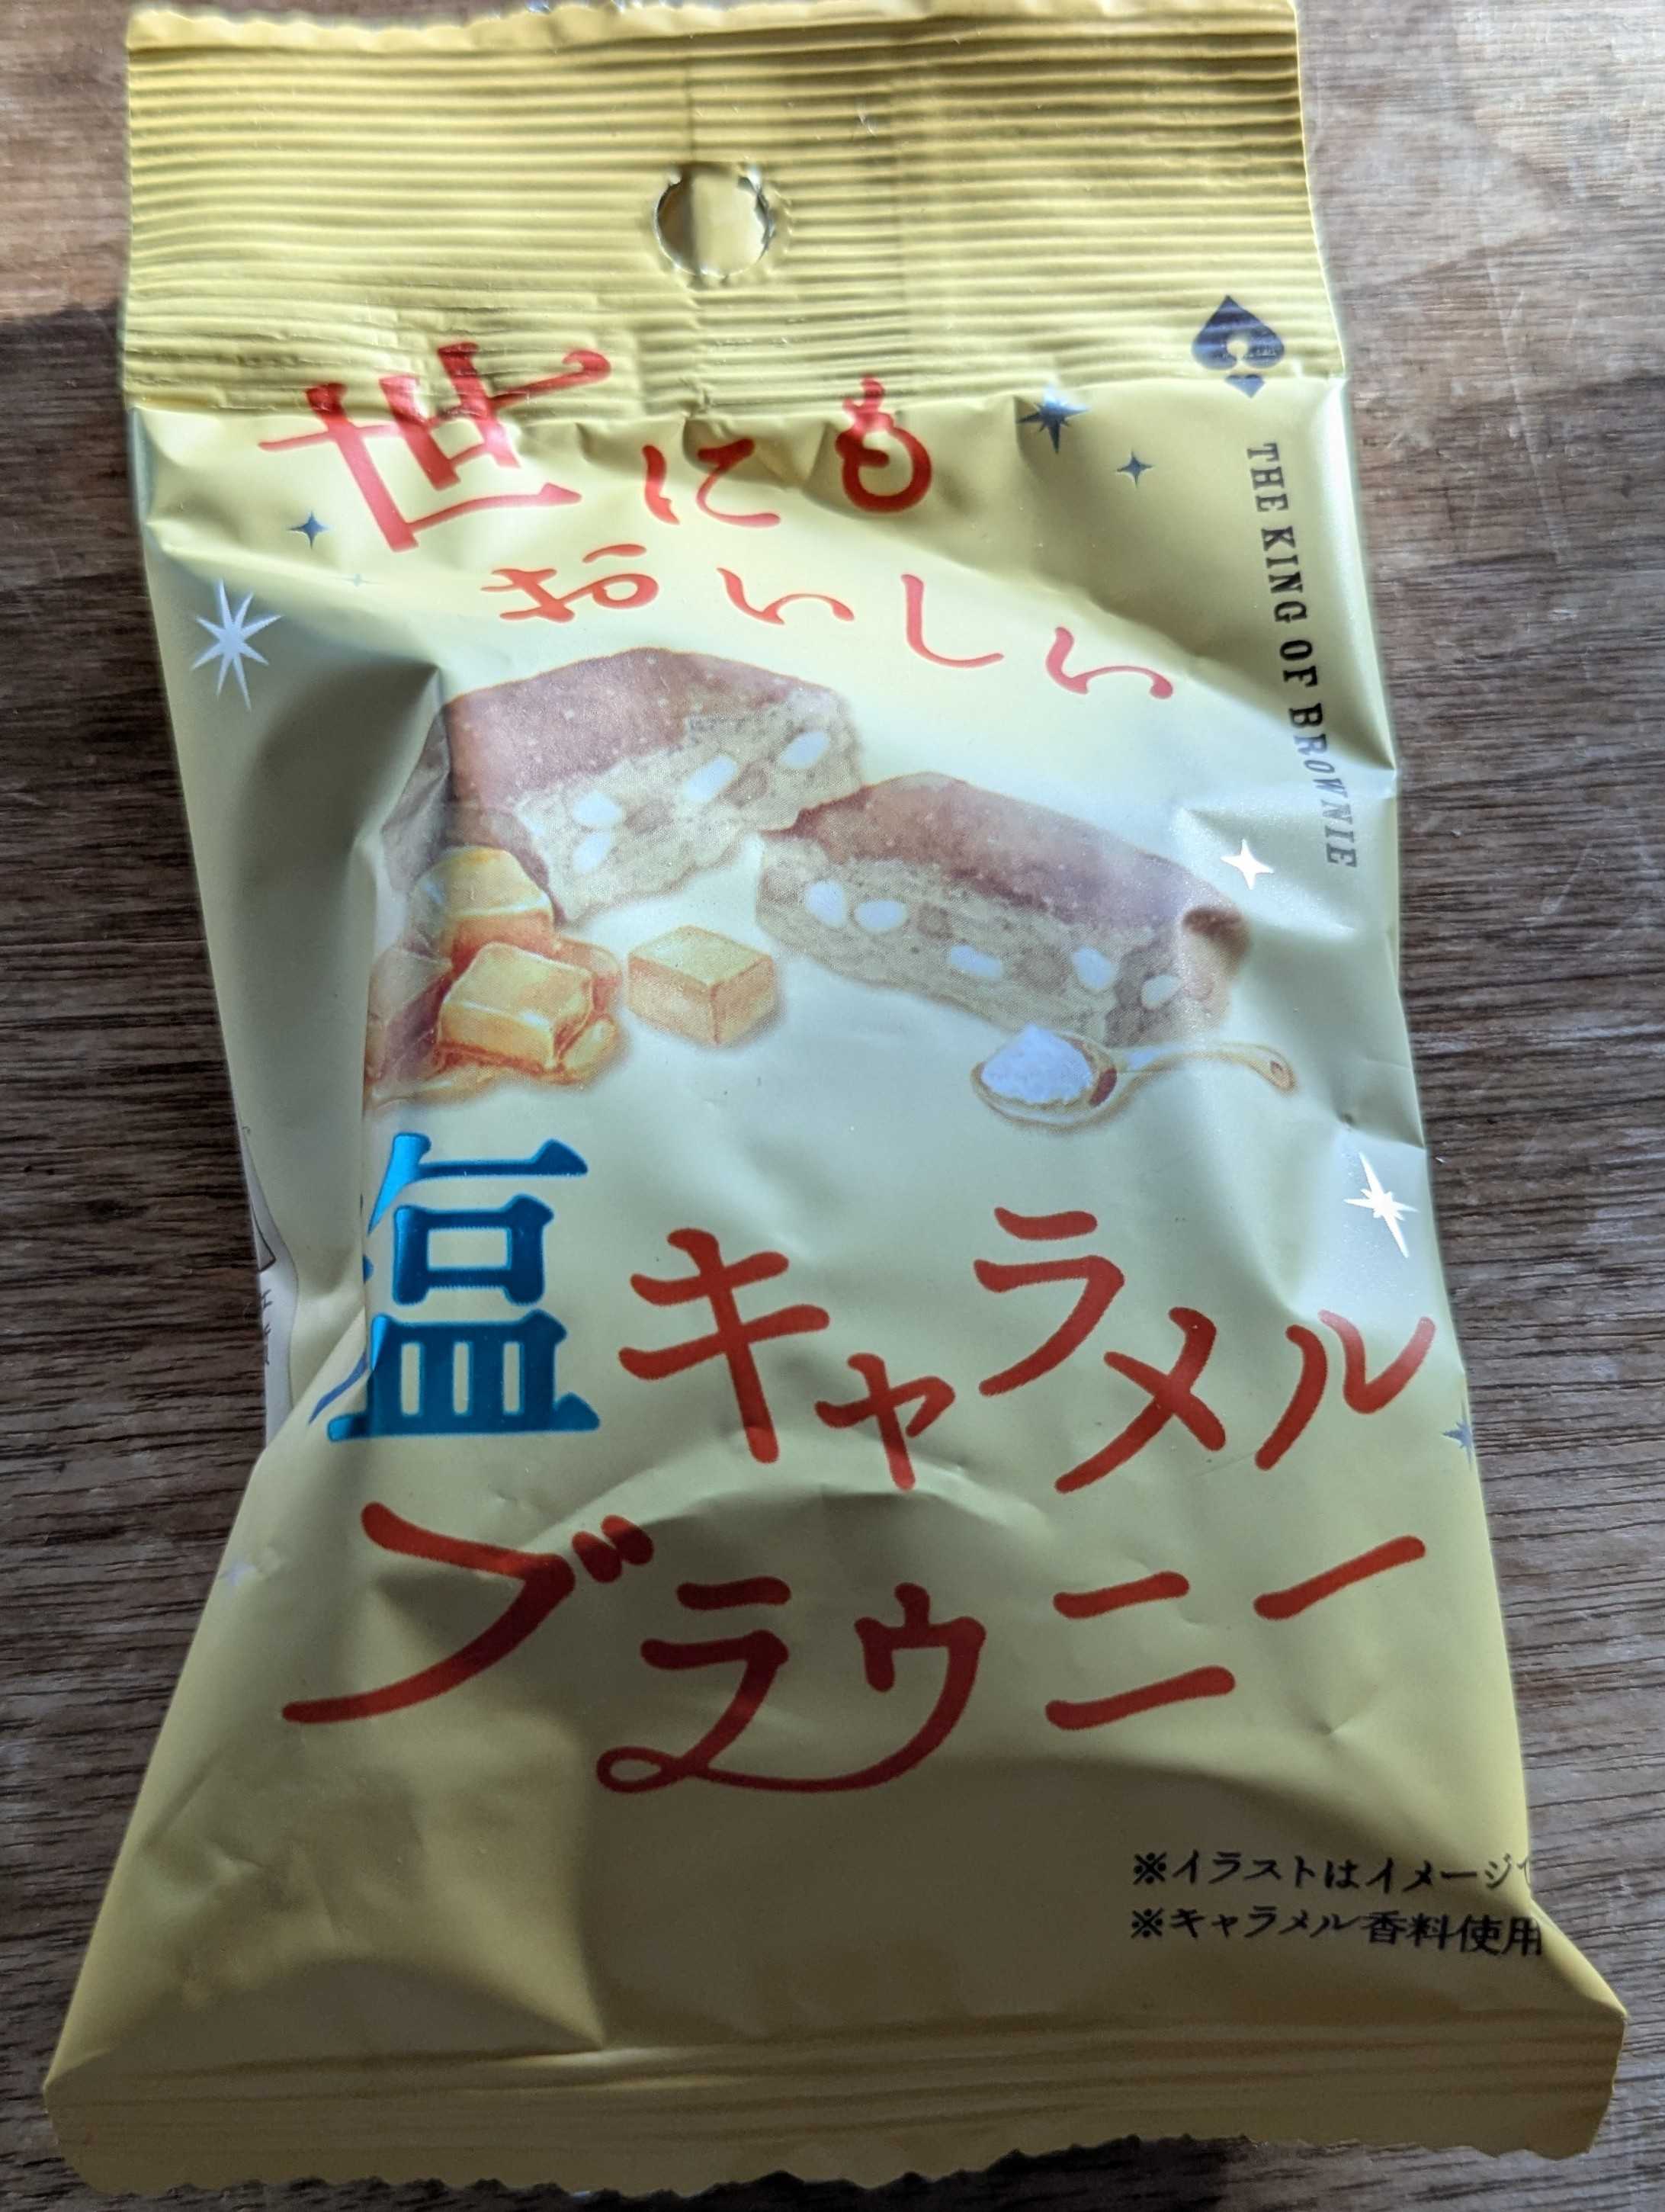 世にも
おいしい
THE KING OF BROWNIE
塩キャラメル
ブラウニー
※イラストはイメージ
※キャラメル香料使用